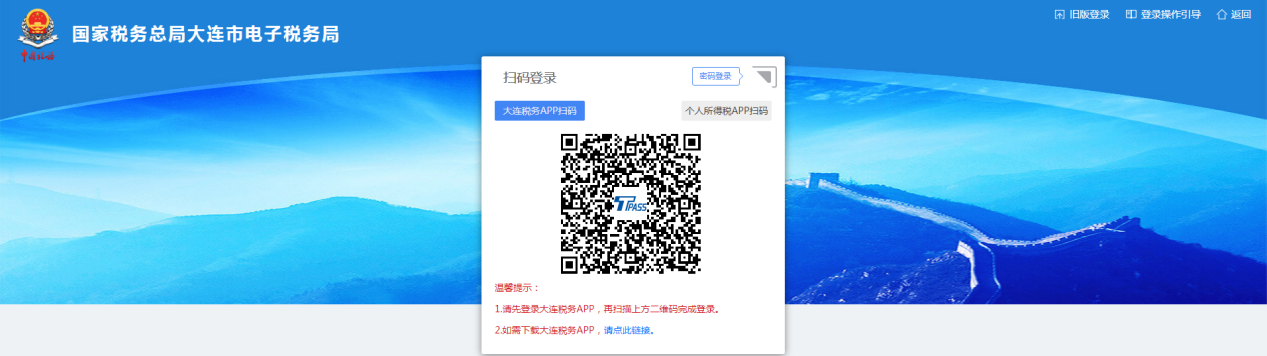 国家税务总局大连市电子税务局
旧版登录 登录操作引导 返回
中国税务
扫码登录 密码登录
大连税务APP扫码 个人所得税APP扫码
TPASS
温馨提示：
1.请先登录大连税务APP，再扫描上方二维码完成登录。
2.如需下载大连税务APP，请点此链接。